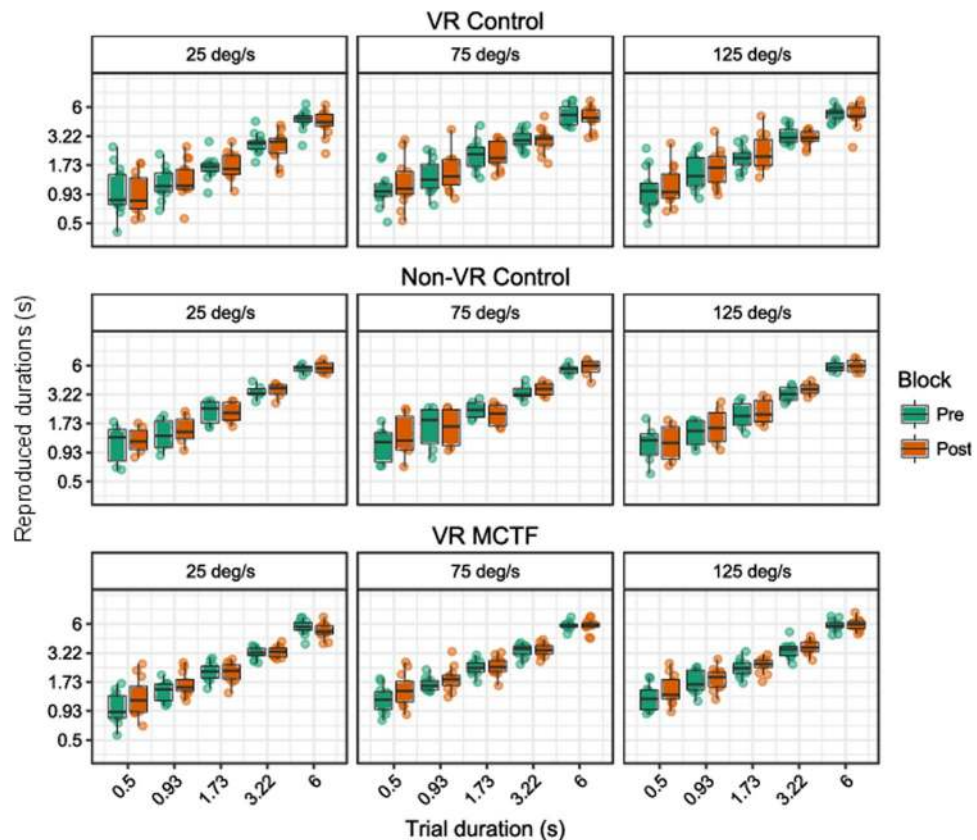 VR Control
25 deg/s 75 deg/s 125 deg/s
6
3.22
1.73
0.93
0.5
Non-VR Control
25 deg/s 75 deg/s 125 deg/s
6
3.22
1.73
0.93
0.5
Reproduced durations (s)
Block
Pre
Post
VR MCTF
25 deg/s 75 deg/s 125 deg/s
6
3.22
1.73
0.93
0.5
0.5 0.93 1.73 3.22 6 0.5 0.93 1.73 3.22 6 0.5 0.93 1.73 3.22 6
Trial duration (s)